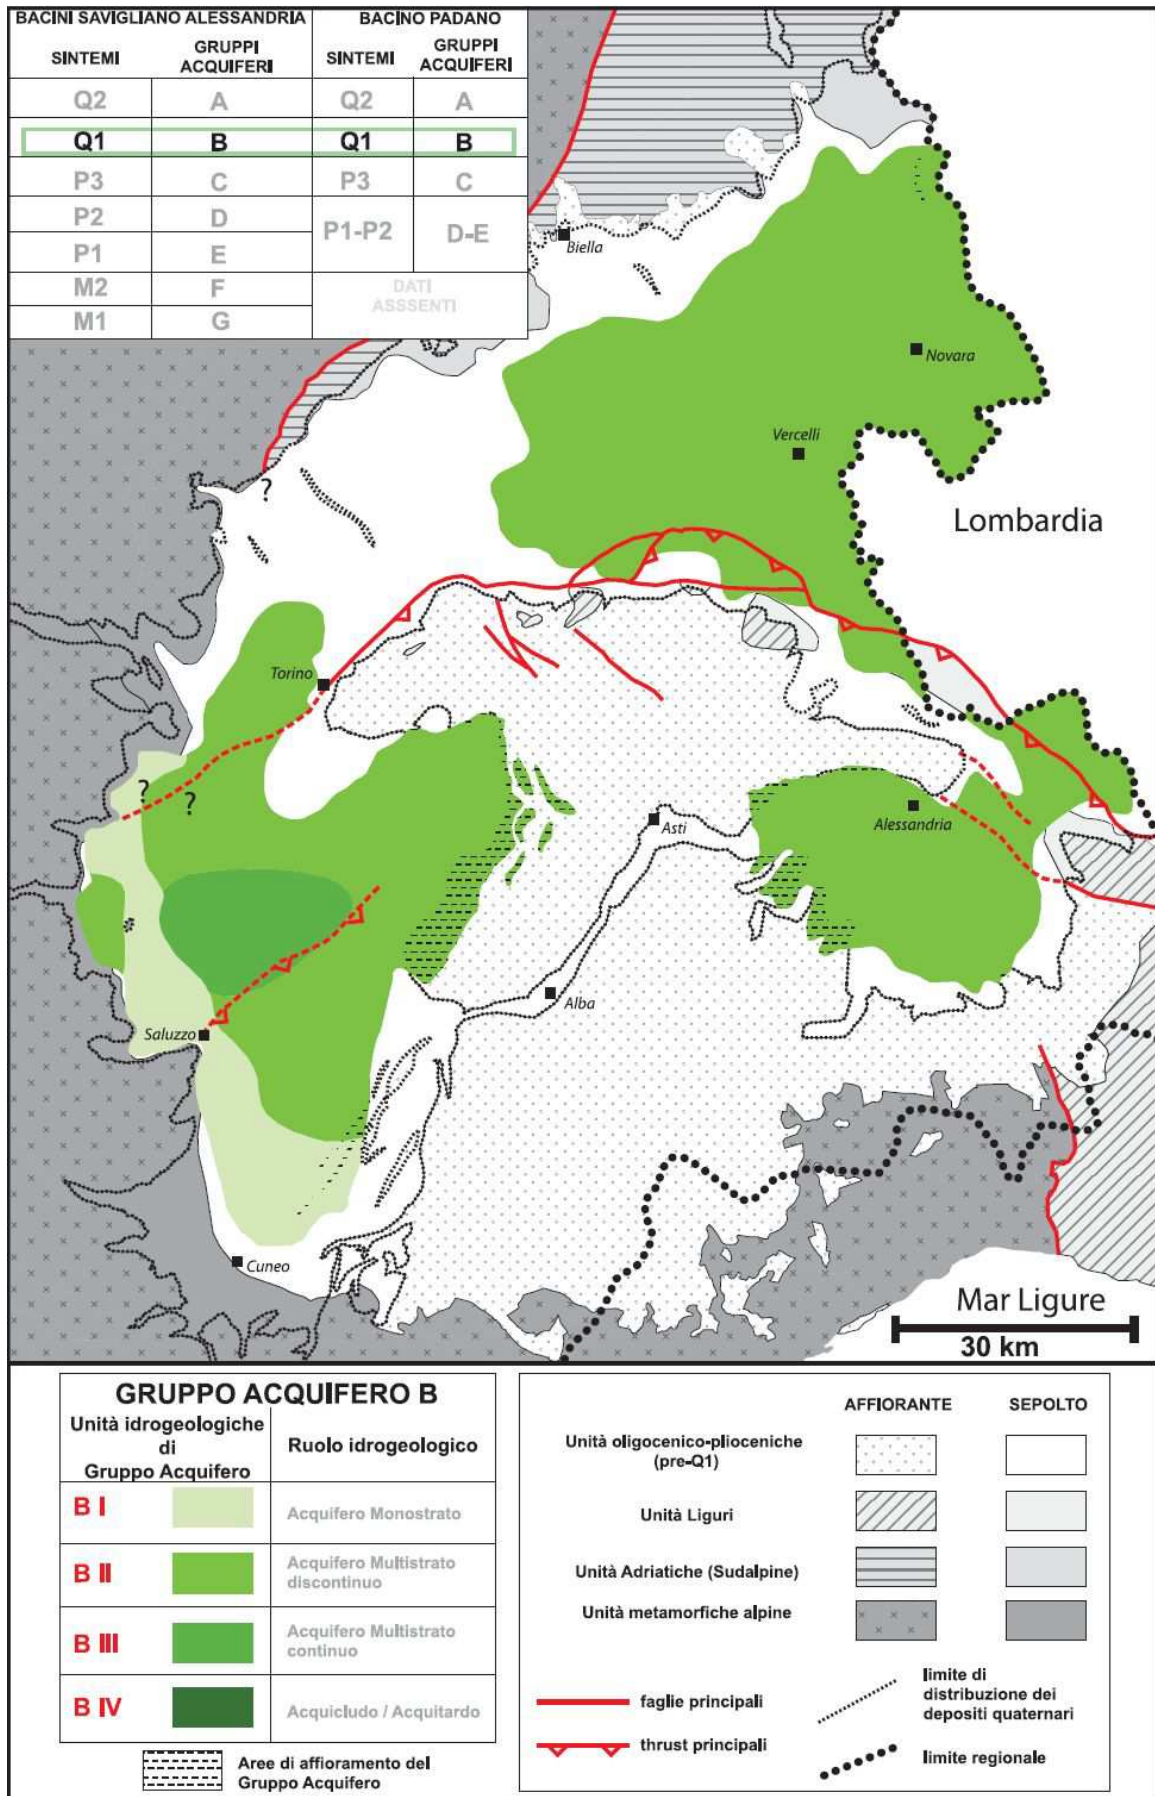 BACINI SAVIGLIANO ALESSANDRIA
BACINO PADANO
SINTEMI
GRUPPI
ACQUIFERI
SINTEMI
GRUPPI
ACQUIFERI
Q2 A Q2 A
Q1 B Q1 B
P3 C P3 C
P2 D
P1-P2 D-E
P1 E
M2 F
DATI
ASSSENTI
M1 G
Biella
Novara
Vercelli
Lombardia
?
Torino
?
?
Asti
Alessandria
Alba
Saluzzo
Cuneo
Mar Ligure
30 km
GRUPPO ACQUIFERO B
Unità idrogeologiche
di
Gruppo Acquifero
Ruolo idrogeologico
B I
Acquifero Monostrato
B II
Acquifero Multistrato
discontinuo
B III
Acquifero Multistrato
continuo
B IV
Acquicludo / Acquitardo
Aree di affioramento del
Gruppo Acquifero
AFFIORANTE
SEPOLTO
Unità oligocenico-plioceniche
(pre-Q1)
Unità Liguri
Unità Adriatiche (Sudalpine)
Unità metamorfiche alpine
faglie principali
thrust principali
limite di
distribuzione dei
depositi quaternari
limite regionale